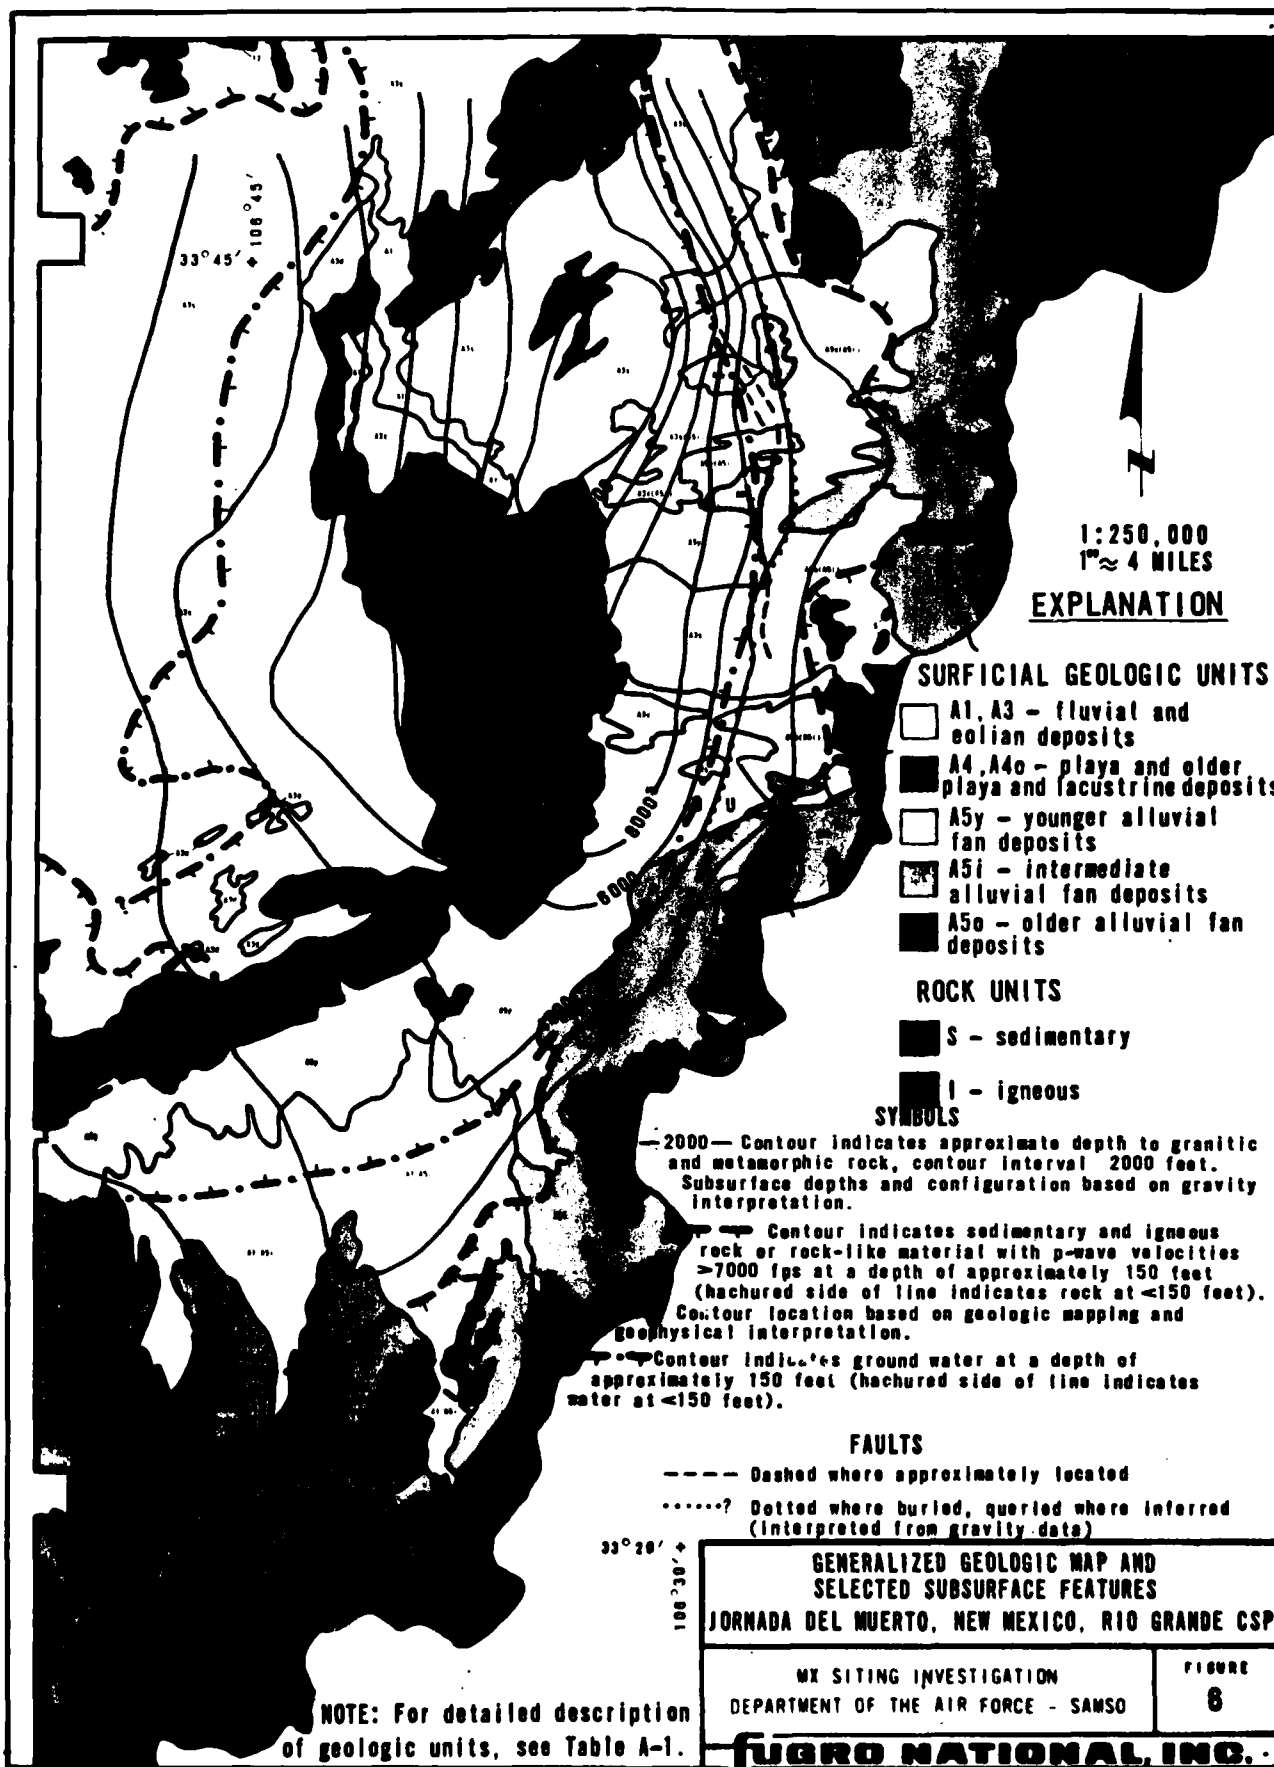 33°45′ +
106°45′
1:250,000
1"≈ 4 MILES
EXPLANATION
SURFICIAL GEOLOGIC UNITS
A1, A3 - fluvial and
eolian deposits
A4, A4o - playa and older
playa and lacustrine deposits
A5y - younger alluvial
fan deposits
A5i - intermediate
alluvial fan deposits
A5o - older alluvial fan
deposits
ROCK UNITS
S - sedimentary
I - igneous
SYMBOLS
—2000— Contour indicates approximate depth to granitic
and metamorphic rock, contour interval 2000 feet.
Subsurface depths and configuration based on gravity
interpretation.
Contour indicates sedimentary and igneous
rock or rock-like material with p-wave velocities
>7000 fps at a depth of approximately 150 feet
(hachured side of line indicates rock at <150 feet).
Contour location based on geologic mapping and
geophysical interpretation.
Contour indicates ground water at a depth of
approximately 150 feet (hachured side of line indicates
water at <150 feet).
FAULTS
---- Dashed where approximately located
......? Dotted where buried, queried where inferred
(interpreted from gravity data)
8000
6000
U
33°20′ +
106°30′
NOTE: For detailed description
of geologic units, see Table A-1.
GENERALIZED GEOLOGIC MAP AND
SELECTED SUBSURFACE FEATURES
JORNADA DEL MUERTO, NEW MEXICO, RIO GRANDE CSP
MX SITING INVESTIGATION
DEPARTMENT OF THE AIR FORCE - SAMSO
FIGURE
8
FUGRO NATIONAL, INC.